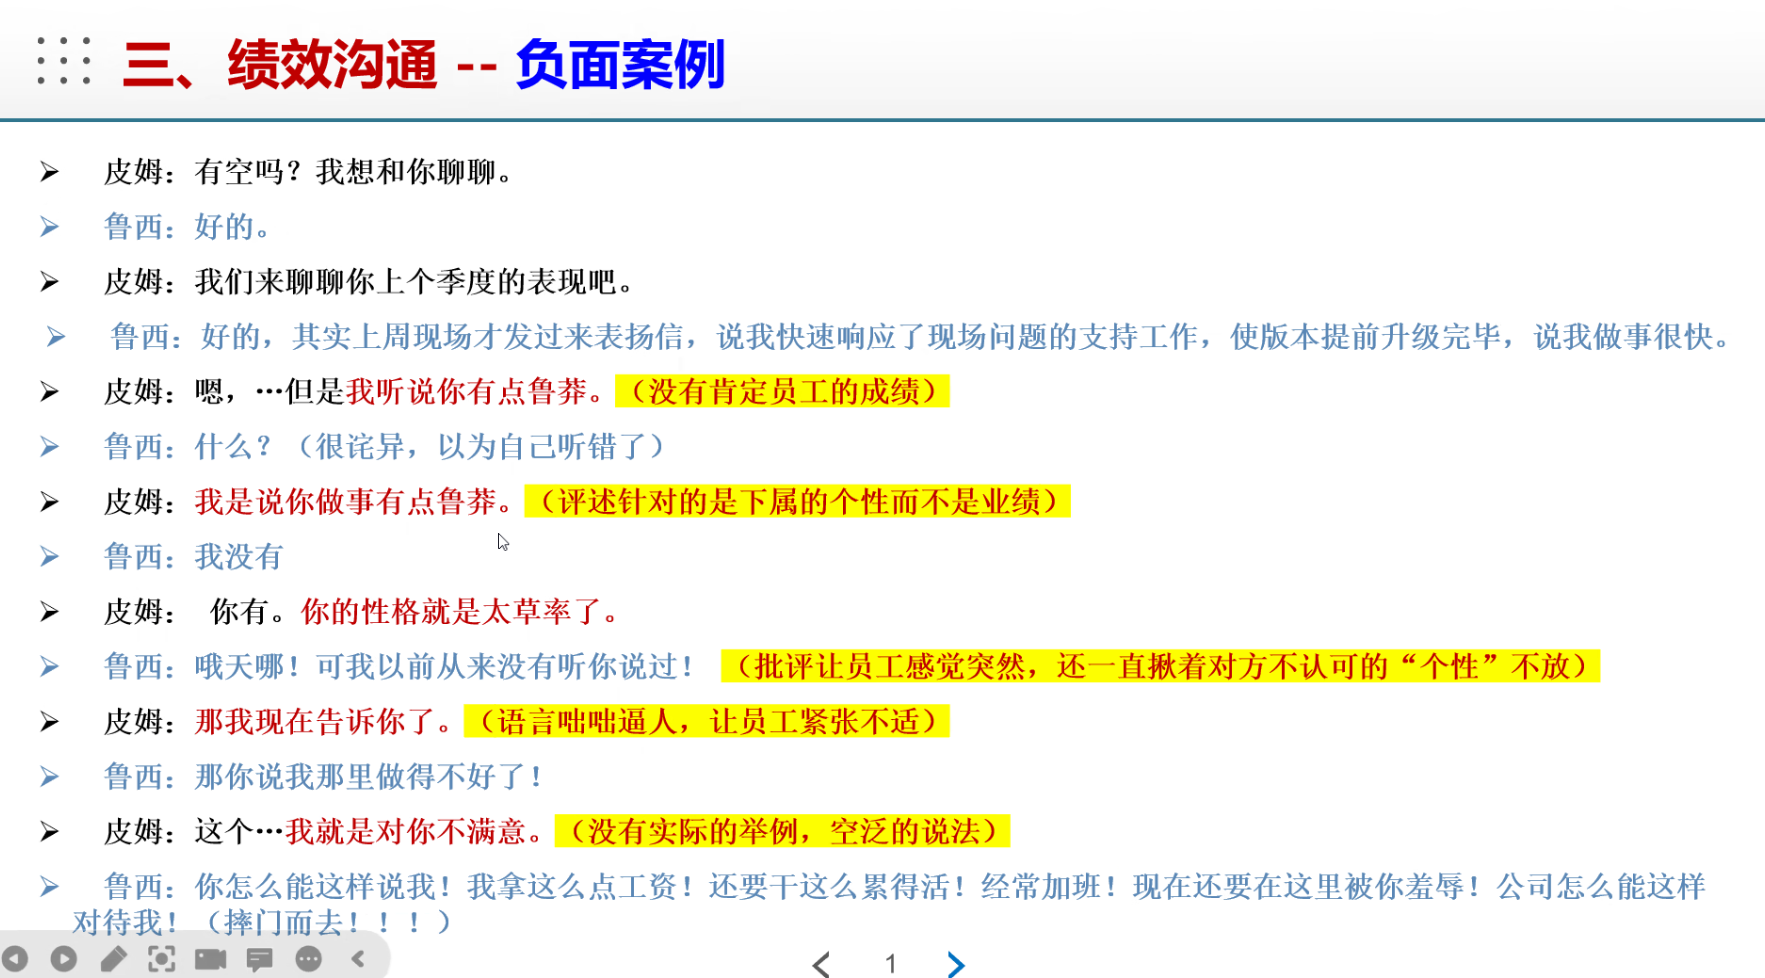 三、绩效沟通 -- 负面案例
皮姆：有空吗？我想和你聊聊。
鲁西：好的。
皮姆：我们来聊聊你上个季度的表现吧。
鲁西：好的，其实上周现场才发过来表扬信，说我快速响应了现场问题的支持工作，使版本提前升级完毕，说我做事很快。
皮姆：嗯，…但是我听说你有点鲁莽。（没有肯定员工的成绩）
鲁西：什么？（很诧异，以为自己听错了）
皮姆：我是说你做事有点鲁莽。（评述针对的是下属的个性而不是业绩）
鲁西：我没有
皮姆： 你有。你的性格就是太草率了。
鲁西：哦天哪！可我以前从来没有听你说过！（批评让员工感觉突然，还一直揪着对方不认可的“个性”不放）
皮姆：那我现在告诉你了。（语言咄咄逼人，让员工紧张不适）
鲁西：那你说我那里做得不好了！
皮姆：这个…我就是对你不满意。（没有实际的举例，空泛的说法）
鲁西：你怎么能这样说我！我拿这么点工资！还要干这么累得活！经常加班！现在还要在这里被你羞辱！公司怎么能这样
对待我！（摔门而去！！！）
1